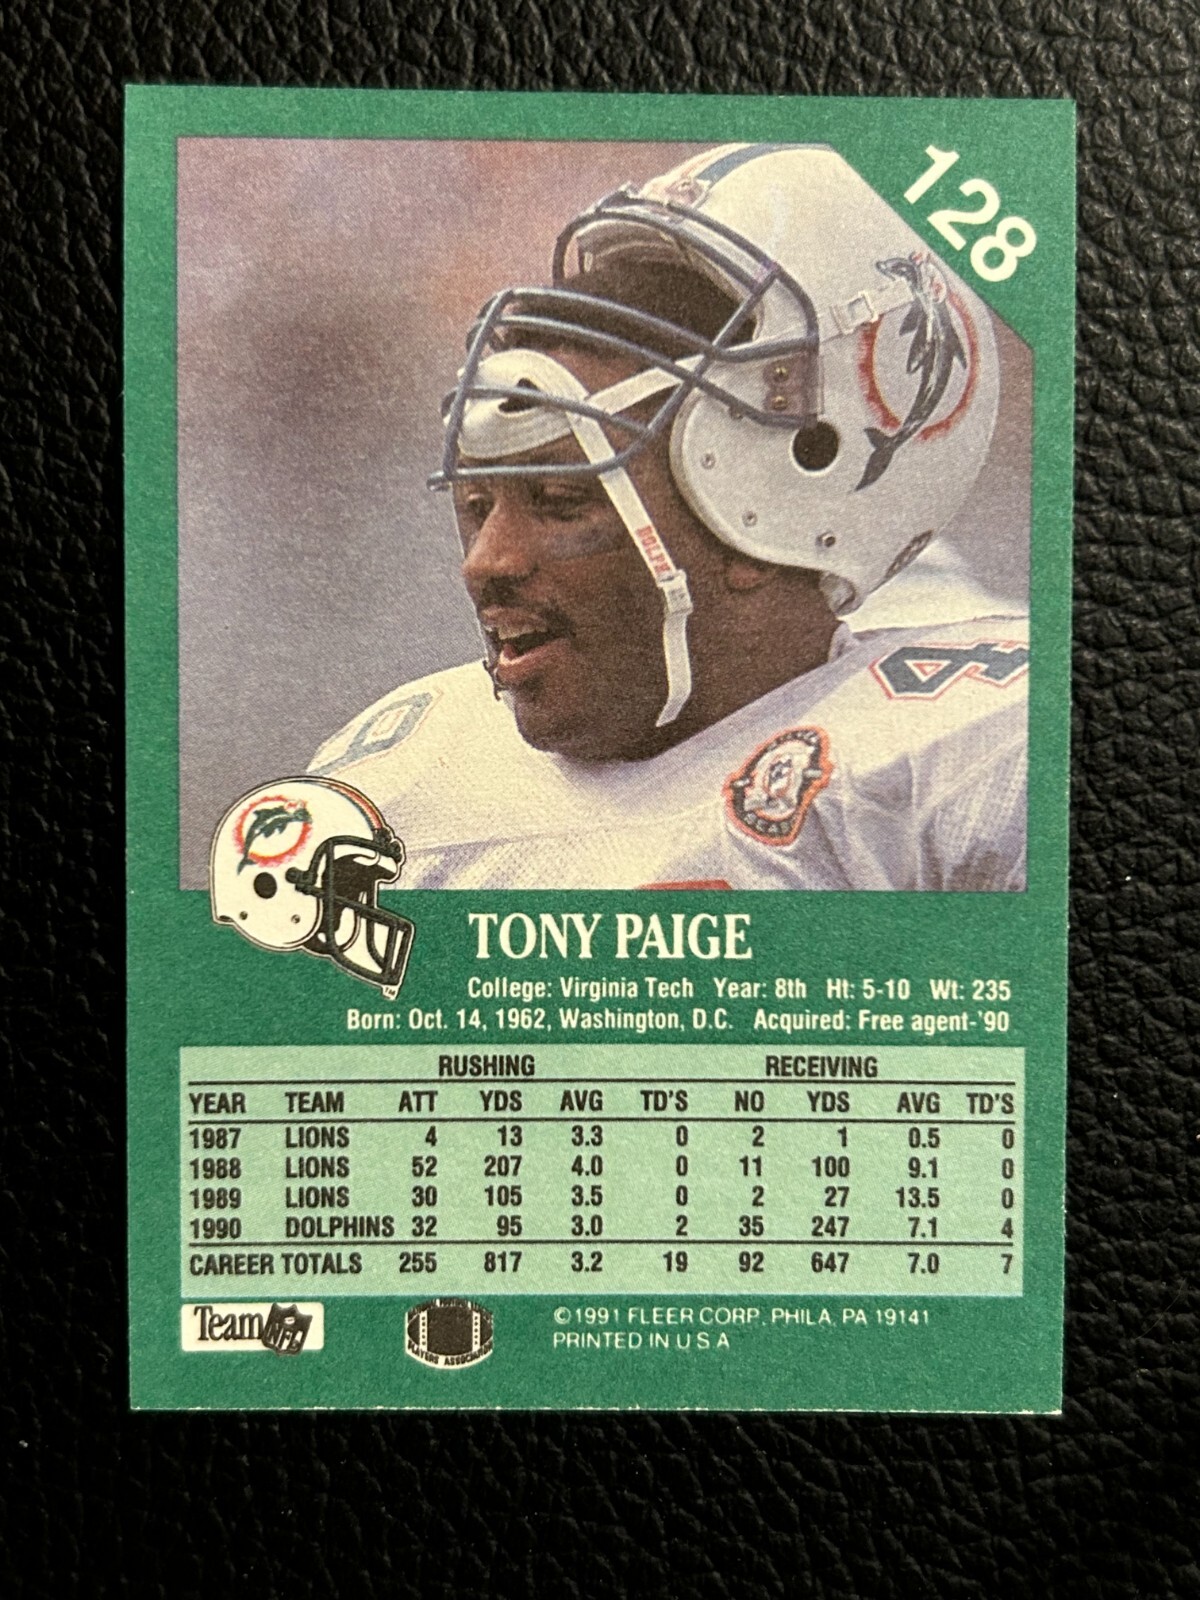 128
DOLPH
4
TONY PAIGE
College: Virginia Tech Year: 8th Ht: 5-10 Wt: 235
Born: Oct. 14, 1962, Washington, D.C. Acquired: Free agent-'90
RUSHING RECEIVING
YEAR TEAM ATT YDS AVG TD'S NO YDS AVG TD'S
1987 LIONS 4 13 3.3 0 2 1 0.5 0
1988 LIONS 52 207 4.0 0 11 100 9.1 0
1989 LIONS 30 105 3.5 0 2 27 13.5 0
1990 DOLPHINS 32 95 3.0 2 35 247 7.1 4
CAREER TOTALS 255 817 3.2 19 92 647 7.0 7
Team NFL
PLAYERS ASSOCIATION
©1991 FLEER CORP. PHILA. PA 19141
PRINTED IN U S A